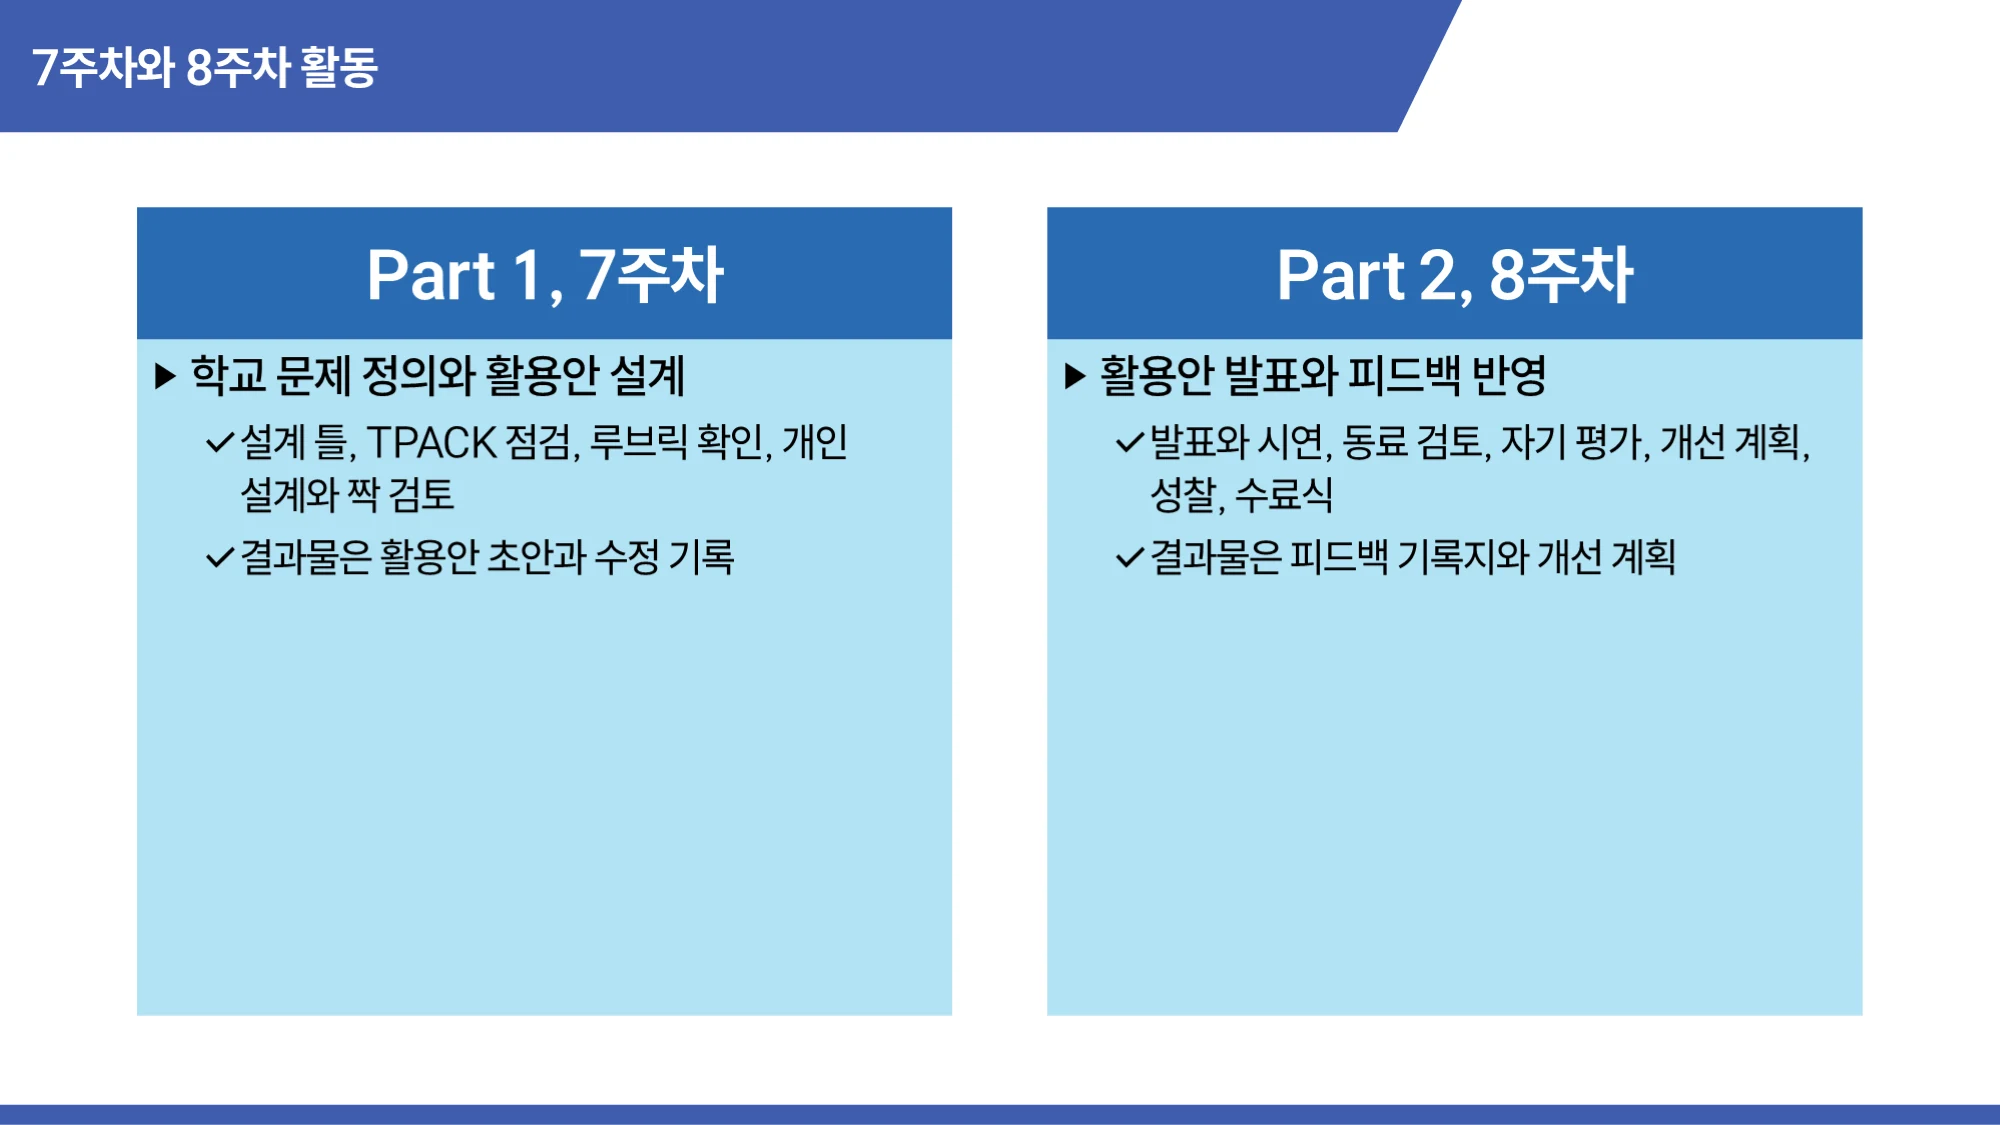 7주차와 8주차 활동
Part 1, 7주차
▶ 학교 문제 정의와 활용안 설계
✓설계 틀, TPACK 점검, 루브릭 확인, 개인
설계와 짝 검토
✓결과물은 활용안 초안과 수정 기록
Part 2, 8주차
▶ 활용안 발표와 피드백 반영
✓발표와 시연, 동료 검토, 자기 평가, 개선 계획,
성찰, 수료식
✓결과물은 피드백 기록지와 개선 계획